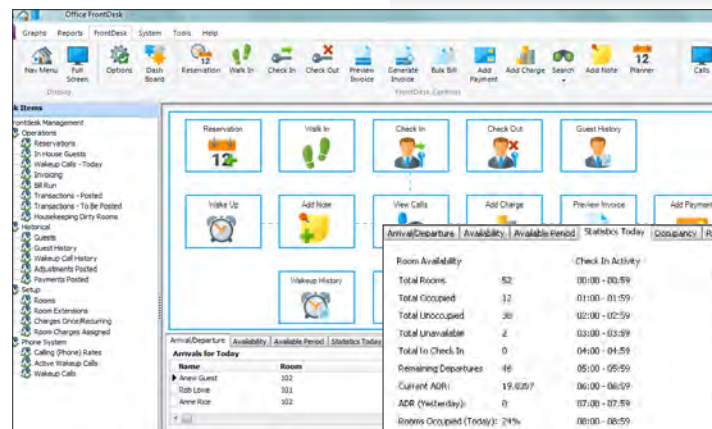 Office FrontDesk
Graphs Reports FrontDesk System Tools Help
Nav Menu Full Screen Options Dash Board Reservation Walk In Check In Check Out Preview Invoice Generate Invoice Bulk Bill Add Payment Add Charge Search Add Note Planner Calls
Display FrontDesk Controls
k Items
rontdesk Management
Operations
Reservations
In House Guests
Wakeup Calls - Today
Invoicing
Bill Run
Transactions - Posted
Transactions - To Be Posted
Housekeeping Dirty Rooms
Historical
Guests
Guest History
Wakeup Call History
Adjustments Posted
Payments Posted
Setup
Rooms
Room Extensions
Charges Once/Recurring
Room Charges Assigned
Phone System
Calling (Phone) Rates
Active Wakeup Calls
Wakeup Calls
Reservation Walk In Check In Check Out Guest History
12
Wake Up Add Note View Calls Add Charge Preview Invoice Add Payment
Wakeup History
Arrival/Departure Availability Available Period Statistics Today
Arrivals for Today
Name Room
Anew Guest 102
Rob Lowe 101
Anne Rice 102
Arrival/Departure Availability Available Period Statistics Today Occupancy
Room Availability Check In Activity
Total Rooms 52 00:00 - 00:59
Total Occupied 12 01:00 - 01:59
Total Unoccupied 38 02:00 - 02:59
Total Unavailable 2 03:00 - 03:59
Total to Check In 0 04:00 - 04:59
Remaining Departures 46 05:00 - 05:59
Current ADR: 06:00 - 06:59
ADR (Yesterday): 0 07:00 - 07:59
Rooms Occupied (Today): 24% 08:00 - 08:59